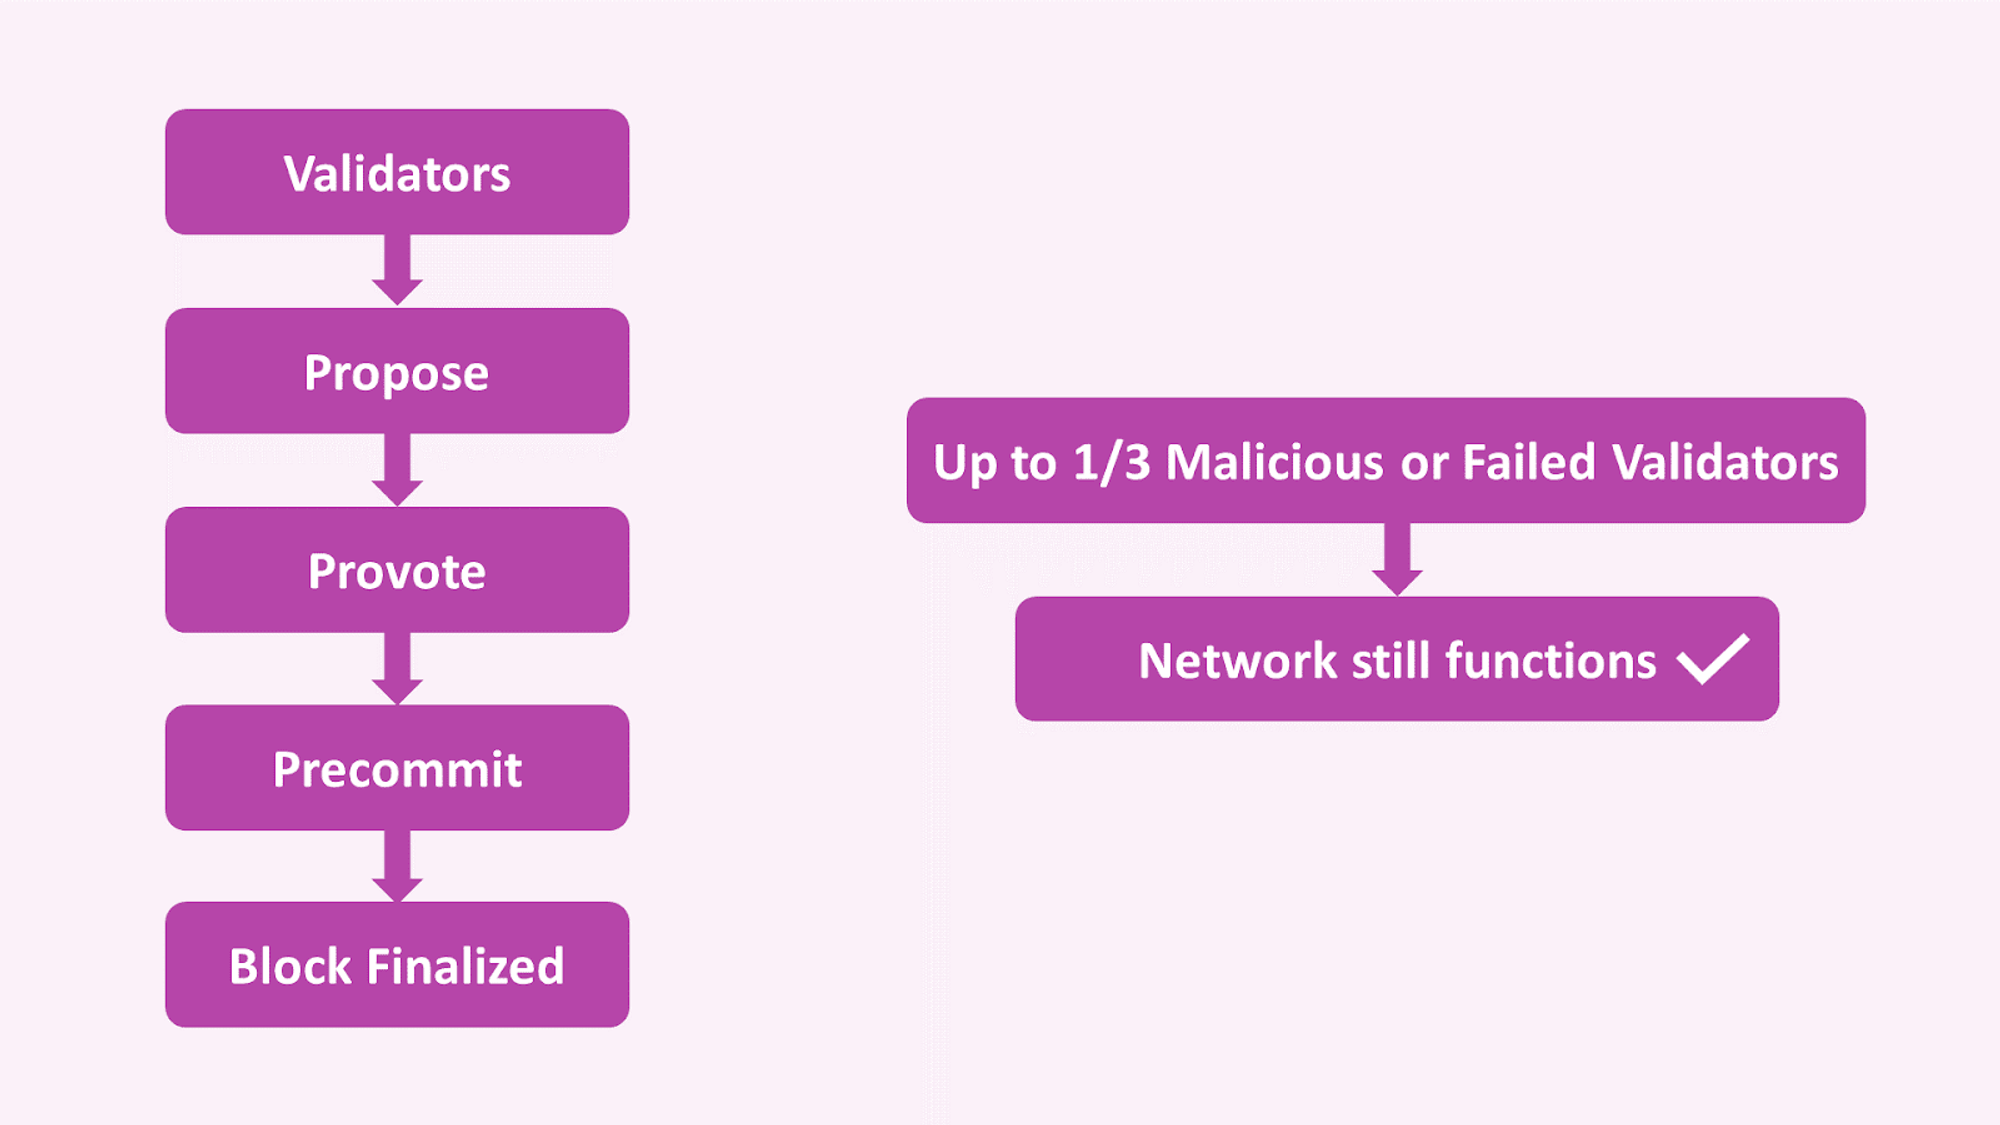 Validators
Propose
Provote
Precommit
Block Finalized
Up to 1/3 Malicious or Failed Validators
Network still functions